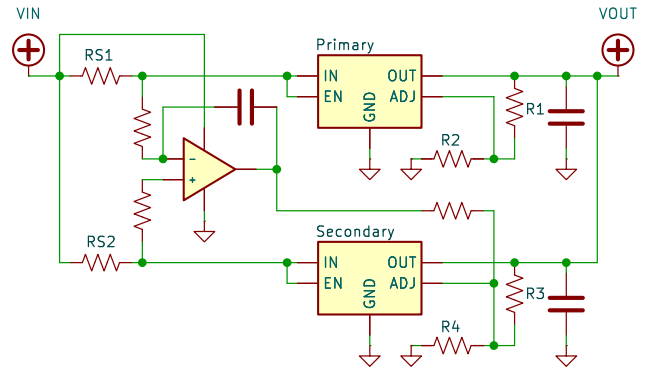 VIN
VOUT
RS1
Primary
IN
OUT
EN
ADJ
GND
R1
R2
-
+
RS2
Secondary
IN
OUT
EN
ADJ
GND
R3
R4